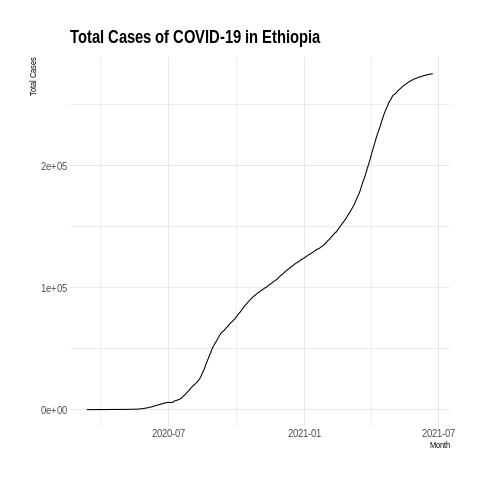 Total Cases of COVID-19 in Ethiopia
Total Cases
2e+05
1e+05
0e+00
2020-07
2021-01
2021-07
Month